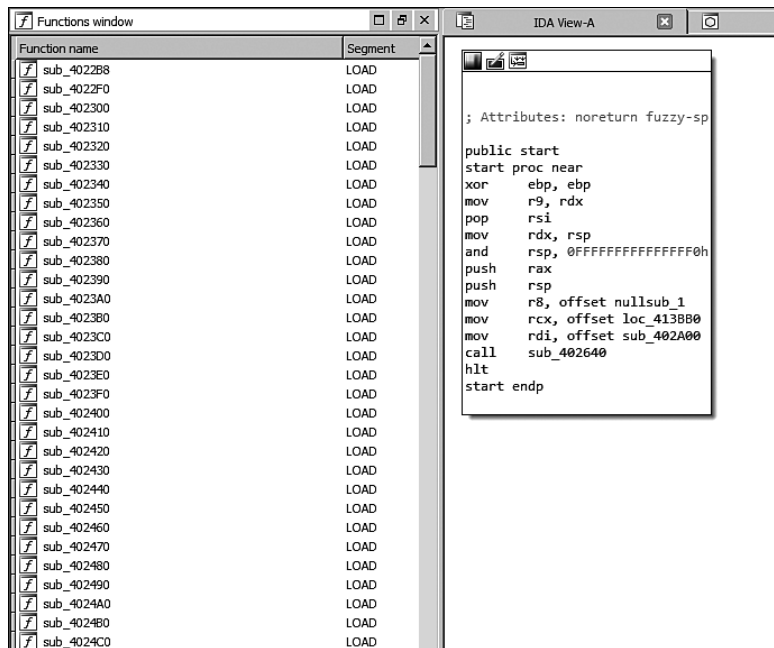 Functions window
IDA View-A
Function name Segment
sub_4022B8 LOAD
sub_4022F0 LOAD
sub_402300 LOAD
sub_402310 LOAD
sub_402320 LOAD
sub_402330 LOAD
sub_402340 LOAD
sub_402350 LOAD
sub_402360 LOAD
sub_402370 LOAD
sub_402380 LOAD
sub_402390 LOAD
sub_4023A0 LOAD
sub_4023B0 LOAD
sub_4023C0 LOAD
sub_4023D0 LOAD
sub_4023E0 LOAD
sub_4023F0 LOAD
sub_402400 LOAD
sub_402410 LOAD
sub_402420 LOAD
sub_402430 LOAD
sub_402440 LOAD
sub_402450 LOAD
sub_402460 LOAD
sub_402470 LOAD
sub_402480 LOAD
sub_402490 LOAD
sub_4024A0 LOAD
sub_4024B0 LOAD
sub_4024C0 LOAD
; Attributes: noreturn fuzzy-sp
public start
start proc near
xor ebp, ebp
mov r9, rdx
pop rsi
mov rdx, rsp
and rsp, 0FFFFFFFFFFFFFFF0h
push rax
push rsp
mov r8, offset nullsub_1
mov rcx, offset loc_413BB0
mov rdi, offset sub_402A00
call sub_402640
hlt
start endp